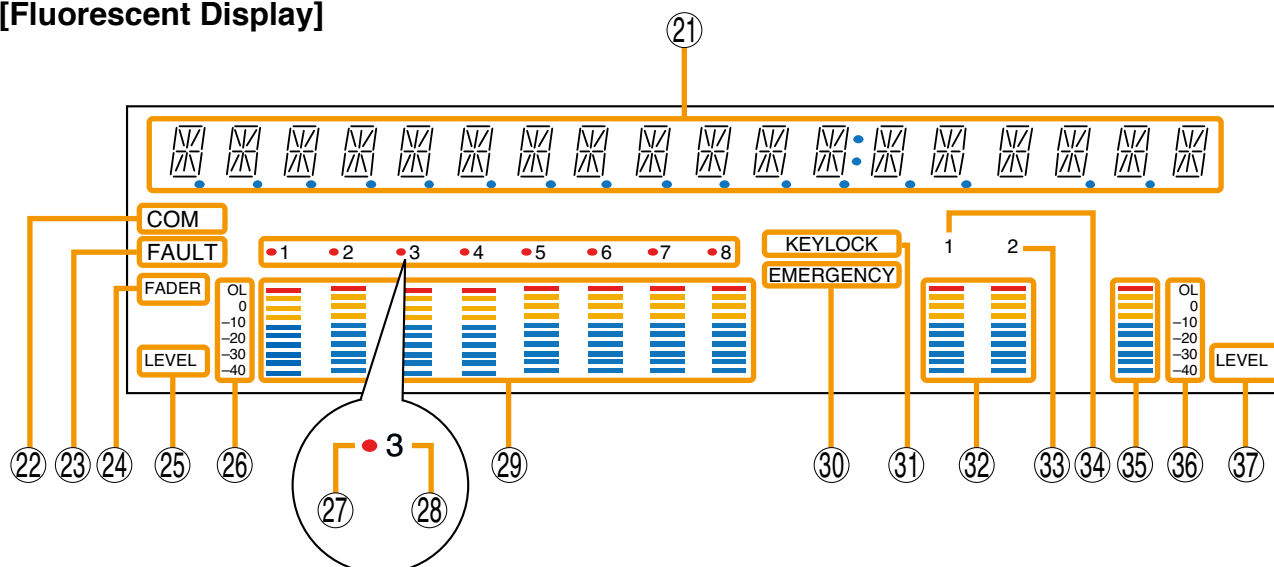 [Fluorescent Display]
㉑
COM
FAULT 1 2 3 4 5 6 7 8 KEYLOCK 1 2
EMERGENCY
FADER OL OL
0 0
–10 –10
–20 –20
LEVEL –30 –30 LEVEL
–40 –40
3
㉒ ㉓ ㉔ ㉕ ㉖ ㉙ ㉚ ㉛ ㉜ ㉝ ㉞ ㉟ ㊱ ㊲
㉗ ㉘